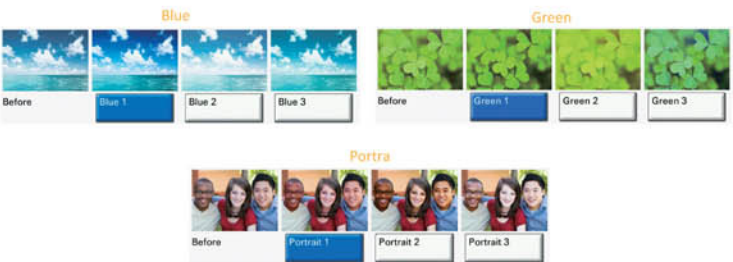 Blue
Before
Blue 1
Blue 2
Blue 3
Green
Before
Green 1
Green 2
Green 3
Portra
Before
Portrait 1
Portrait 2
Portrait 3